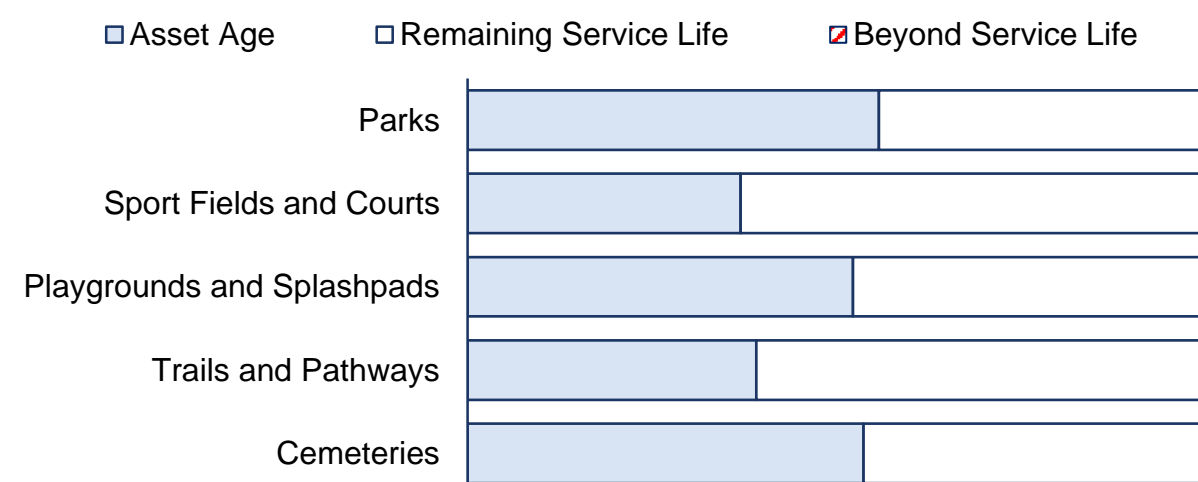 Asset Age Remaining Service Life Beyond Service Life
Parks
Sport Fields and Courts
Playgrounds and Splashpads
Trails and Pathways
Cemeteries